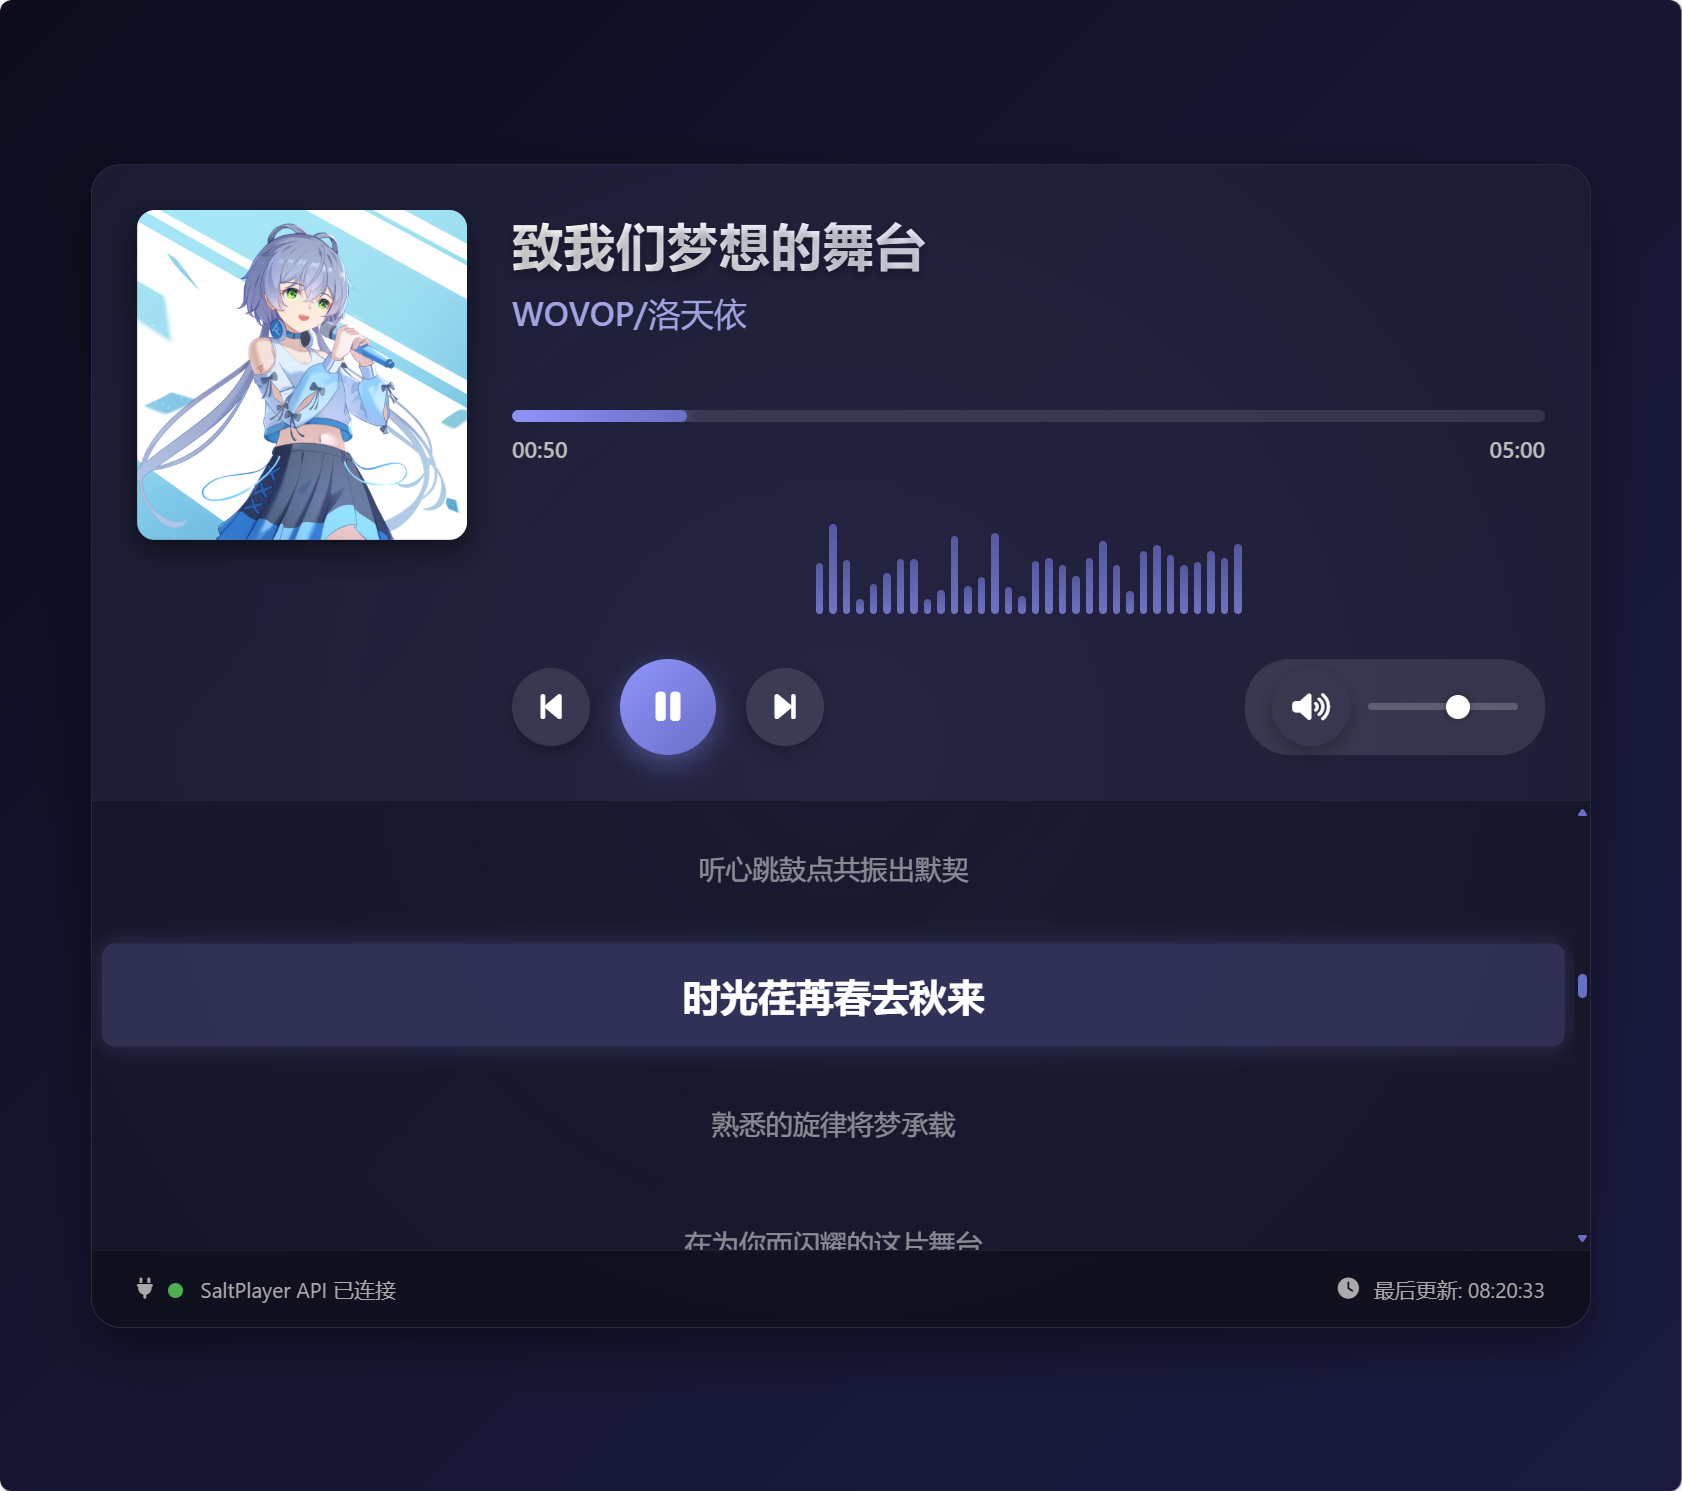 致我们梦想的舞台
WOVOP/洛天依
00:50
05:00
听心跳鼓点共振出默契
时光荏苒春去秋来
熟悉的旋律将梦承载
在为你而闪耀的这片舞台
SaltPlayer API 已连接
最后更新: 08:20:33